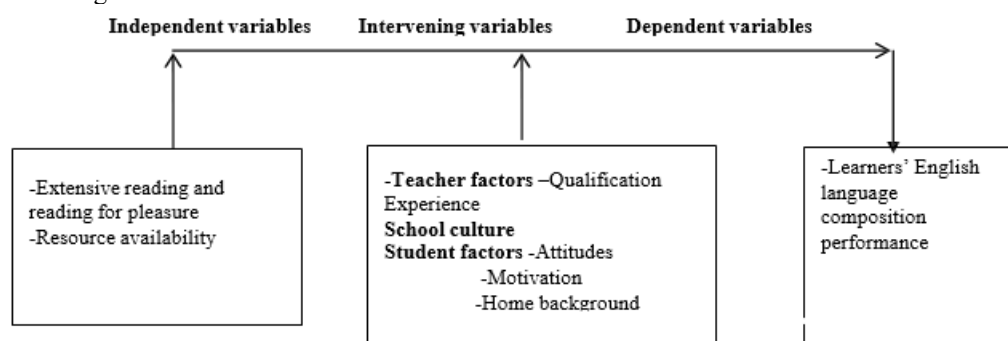 Independent variables Intervening variables Dependent variables
-Extensive reading and
reading for pleasure
-Resource availability
-Teacher factors –Qualification
Experience
School culture
Student factors -Attitudes
-Motivation
-Home background
-Learners’ English
language
composition
performance